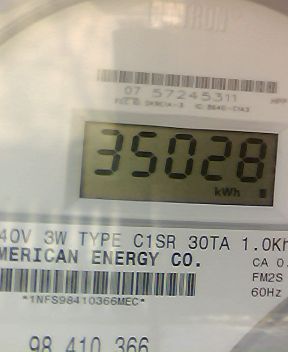 07 57245311
35028
kWh
40V 3W TYPE C1SR 30TA 1.0Kh
MERICAN ENERGY CO.
CA 0.
FM2S
60Hz
*1NFS98410366MEC*
98 410 366